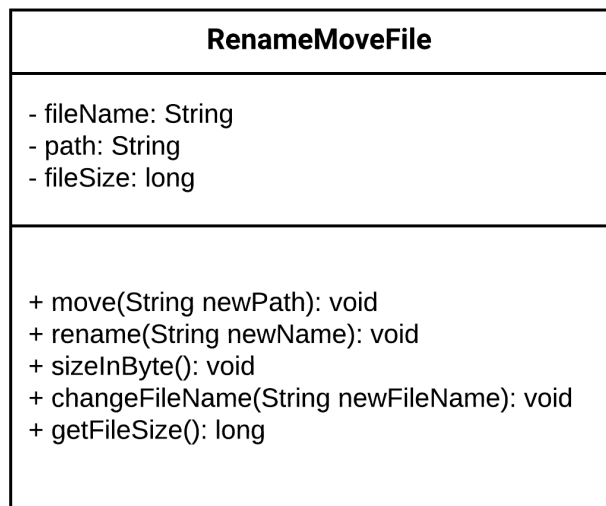 RenameMoveFile
- fileName: String
- path: String
- fileSize: long
+ move(String newPath): void
+ rename(String newName): void
+ sizeInByte(): void
+ changeFileName(String newFileName): void
+ getFileSize(): long